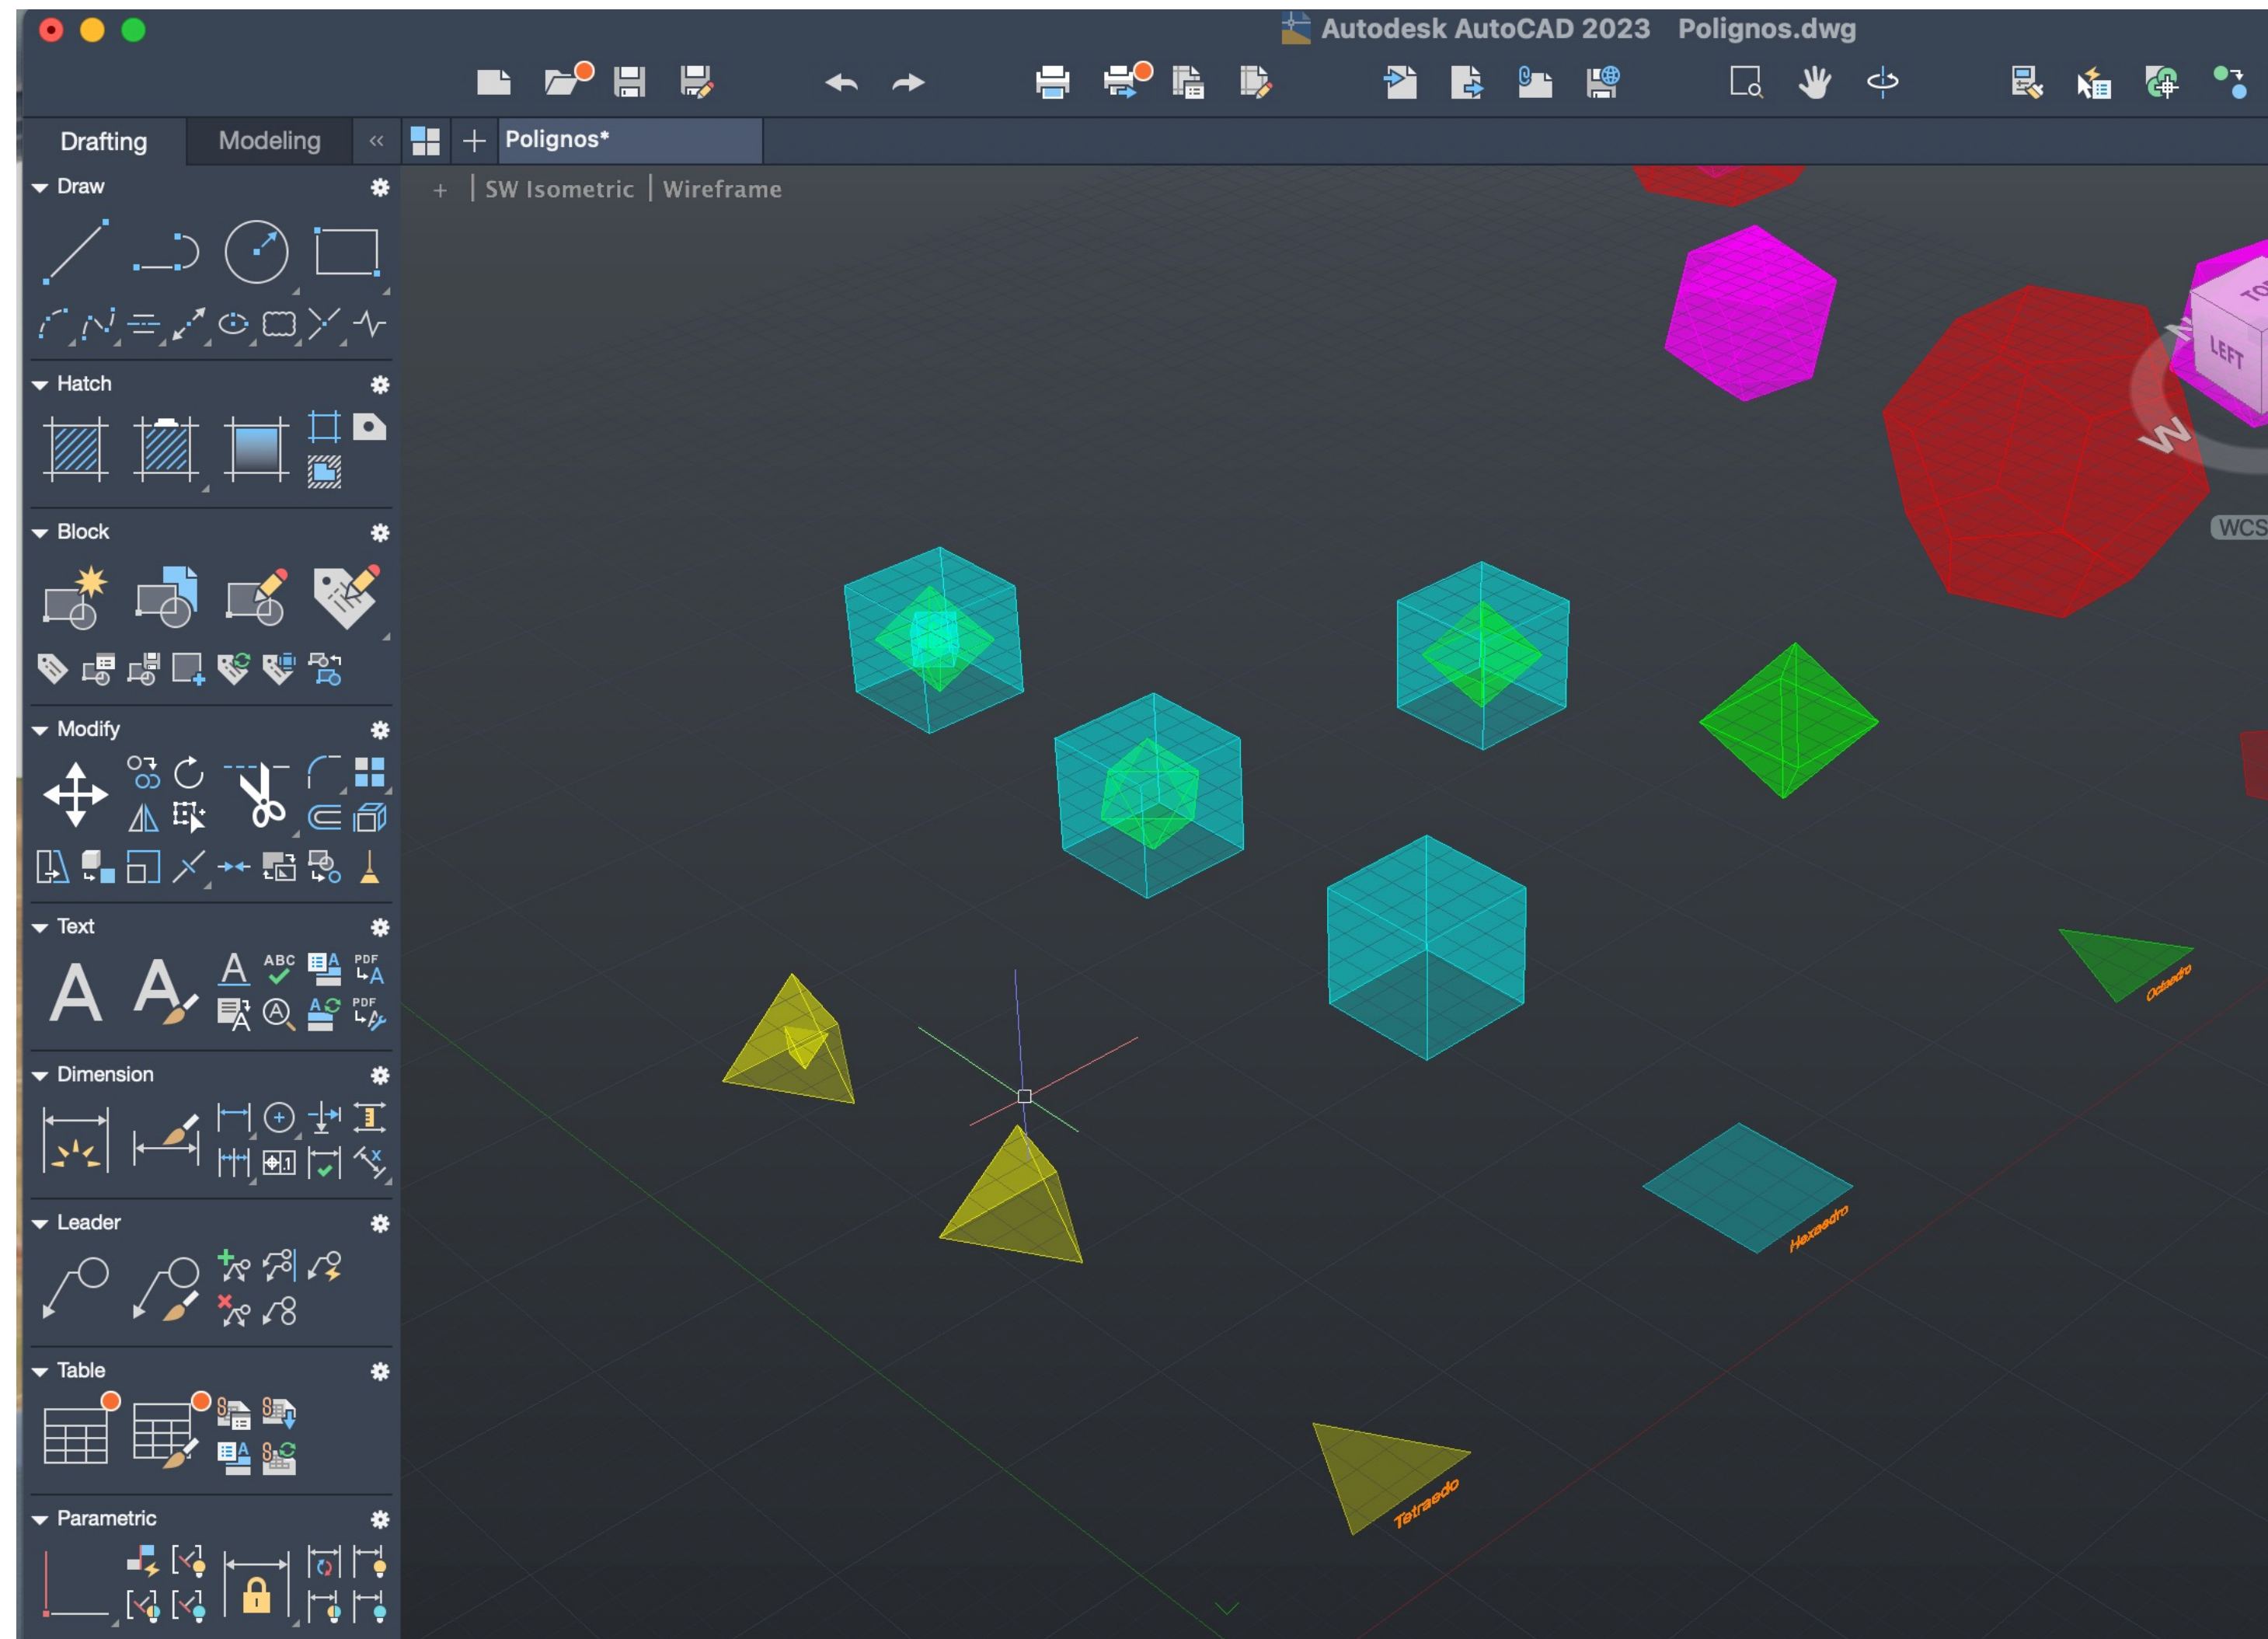 Autodesk AutoCAD 2023 Polignos.dwg
Drafting Modeling « + Polignos*
+ | SW Isometric | Wireframe
Draw
Hatch
Block
Modify
Text
A A A ABC A PDF A
A A A PDF
Dimension
.1 x
Leader
Table
A
Parametric
LEFT
N
W
WCS
Octaedro
Hexaedro
Tetraedo